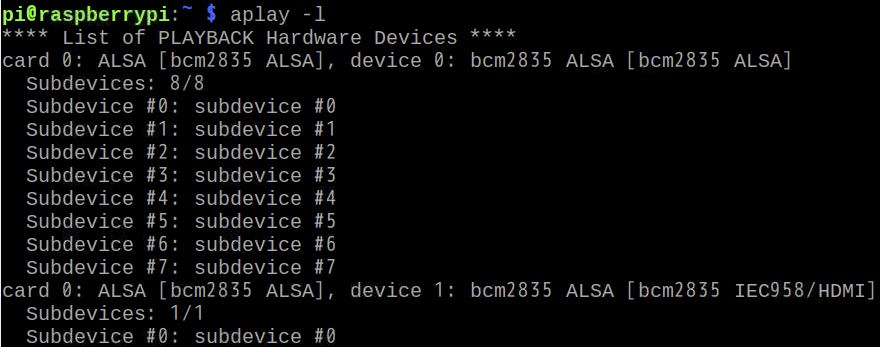 pi@raspberrypi:~ $ aplay -l
**** List of PLAYBACK Hardware Devices ****
card 0: ALSA [bcm2835 ALSA], device 0: bcm2835 ALSA [bcm2835 ALSA]
  Subdevices: 8/8
  Subdevice #0: subdevice #0
  Subdevice #1: subdevice #1
  Subdevice #2: subdevice #2
  Subdevice #3: subdevice #3
  Subdevice #4: subdevice #4
  Subdevice #5: subdevice #5
  Subdevice #6: subdevice #6
  Subdevice #7: subdevice #7
card 0: ALSA [bcm2835 ALSA], device 1: bcm2835 ALSA [bcm2835 IEC958/HDMI]
  Subdevices: 1/1
  Subdevice #0: subdevice #0